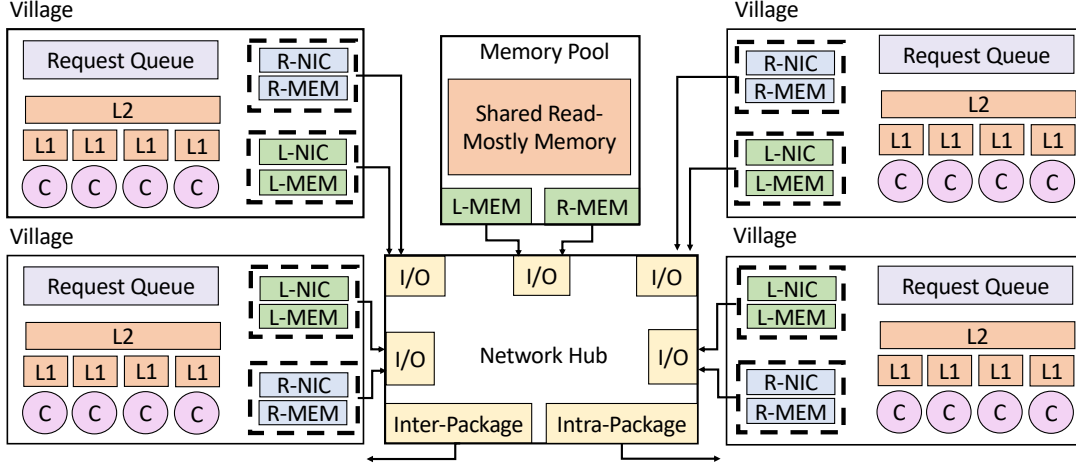 Village
Request Queue
L2
L1 L1 L1 L1
C C C C
R-NIC
R-MEM
L-NIC
L-MEM
Memory Pool
Shared Read-
Mostly Memory
L-MEM R-MEM
Village
R-NIC
R-MEM
L-NIC
L-MEM
Request Queue
L2
L1 L1 L1 L1
C C C C
Village
Request Queue
L2
L1 L1 L1 L1
C C C C
L-NIC
L-MEM
R-NIC
R-MEM
I/O I/O I/O
I/O Network Hub I/O
Inter-Package Intra-Package
Village
L-NIC
L-MEM
R-NIC
R-MEM
Request Queue
L2
L1 L1 L1 L1
C C C C